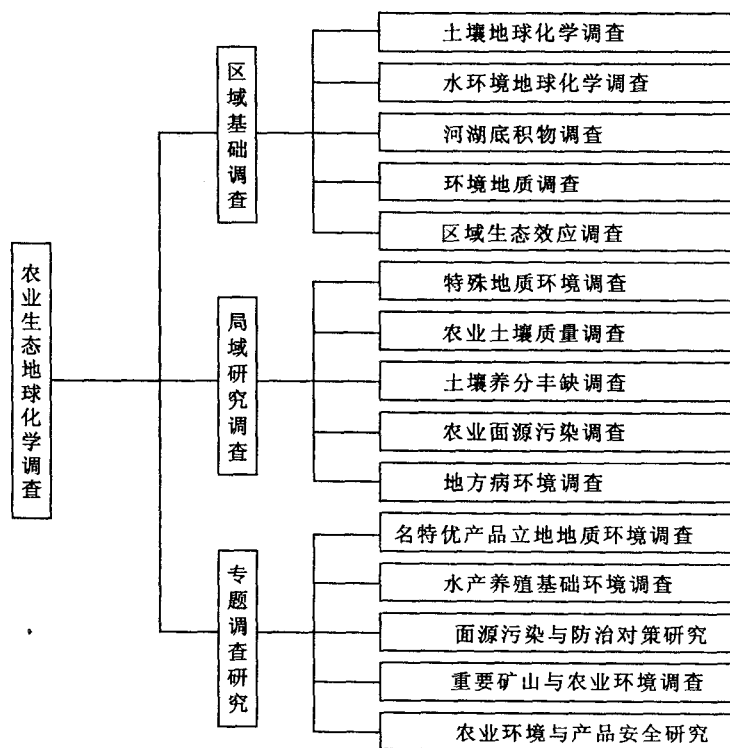 农业生态地球化学调查
区域基础调查
土壤地球化学调查
水环境地球化学调查
河湖底积物调查
环境地质调查
区域生态效应调查
局域研究调查
特殊地质环境调查
农业土壤质量调查
土壤养分丰缺调查
农业面源污染调查
地方病环境调查
专题调查研究
名特优产品立地地质环境调查
水产养殖基础环境调查
面源污染与防治对策研究
重要矿山与农业环境调查
农业环境与产品安全研究